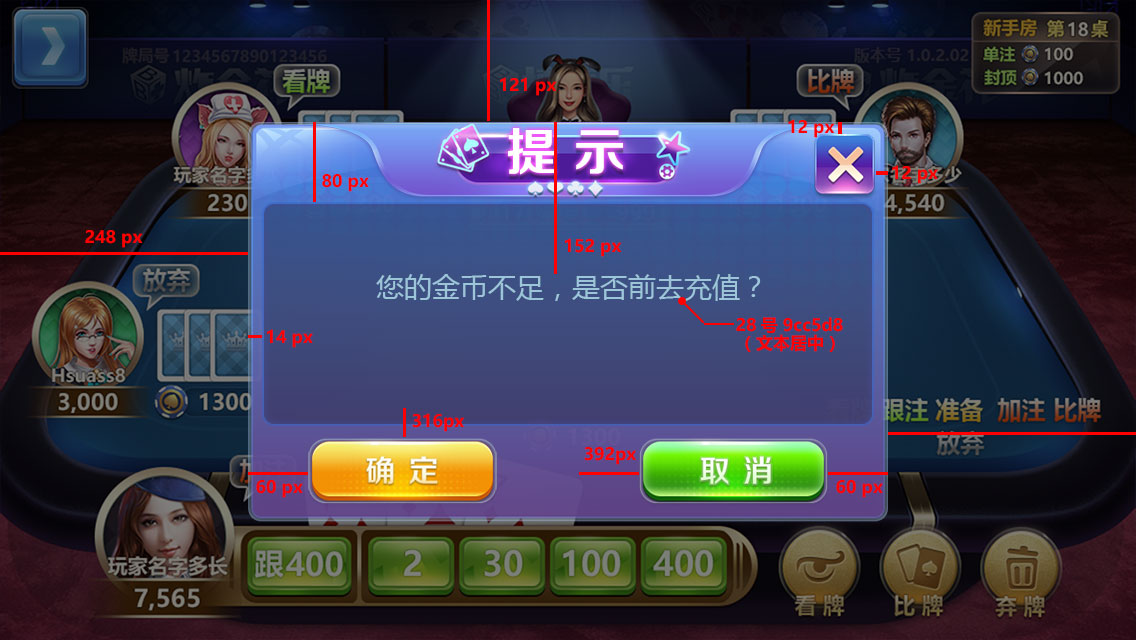 牌局号 1234567890123456
版本号 1.0.2.02
新手房 第18桌
单注 100
封顶 1000
看牌
比牌
121 px
12 px
提示
80 px
12 px
玩家名字
230
4,540
248 px
152 px
放弃
您的金币不足，是否前去充值？
28 号 9cc5d8
（文本居中）
14 px
Hsuass8
3,000
1300
跟注 准备 加注 比牌
放弃
316px
1300
392px
确定
取消
60 px
60 px
玩家名字多长
7,565
跟400
2
30
100
400
看牌
比牌
弃牌